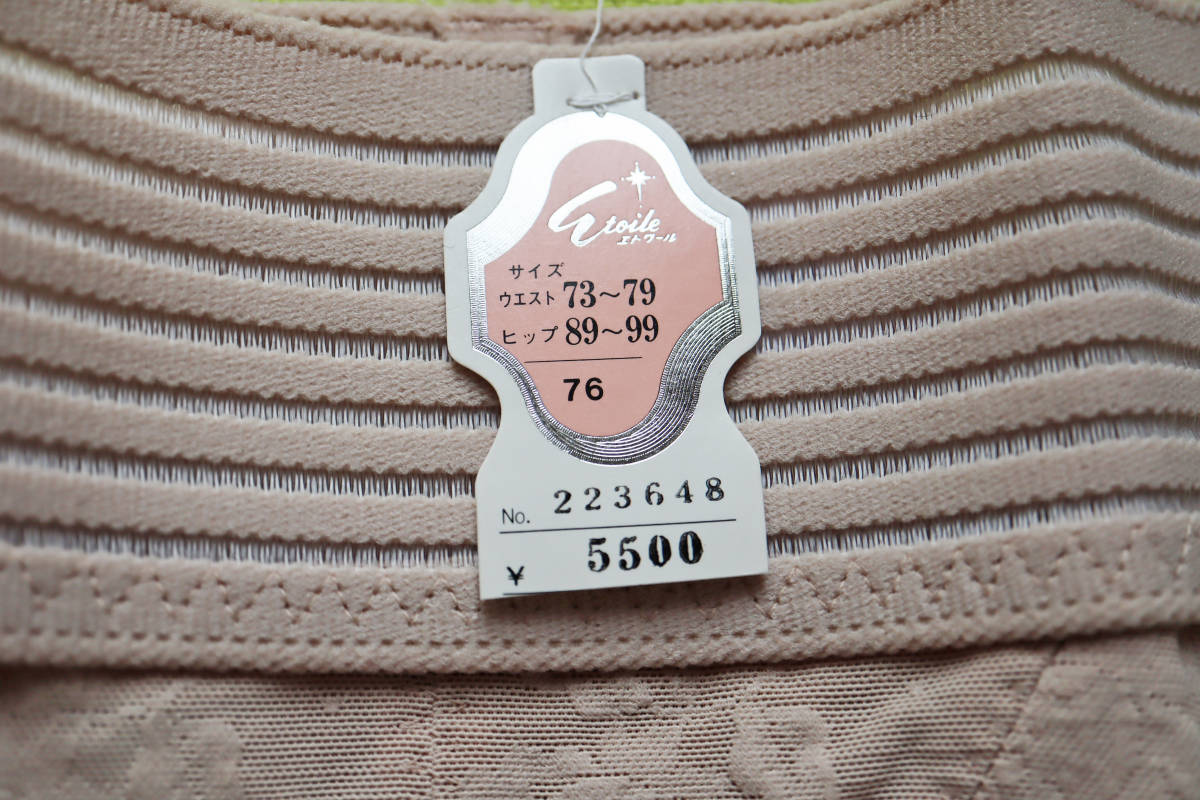 Etoile
エトワール
サイズ
ウエスト 73～79
ヒップ 89～99
76
No. 223648
¥ 5500